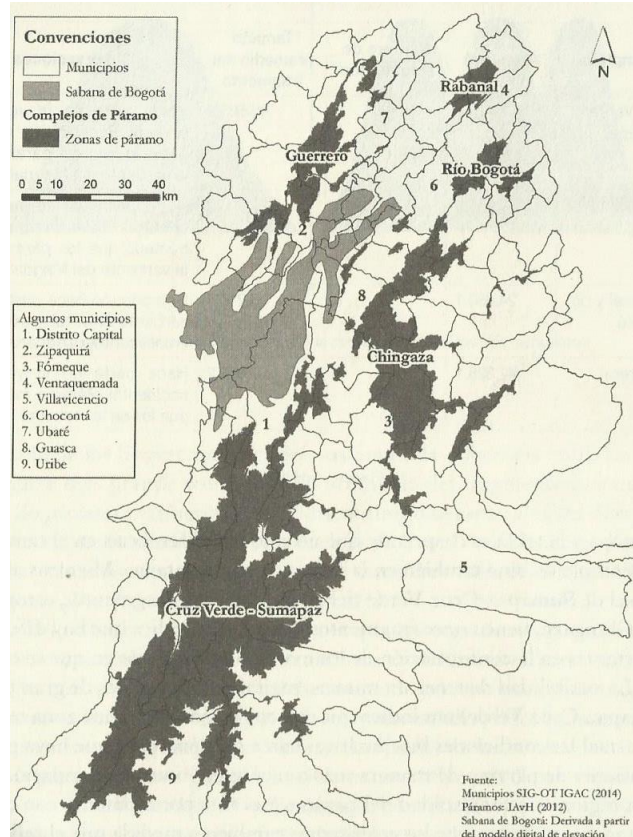 Convenciones
Municipios
Sabana de Bogotá
Complejos de Páramo
Zonas de páramo
0 5 10 20 30 40
km
N
Rabanal 4
7
Guerrero
Río Bogotá
6
2
8
Chingaza
Algunos municipios
1. Distrito Capital
2. Zipaquirá
3. Fómeque
4. Ventaquemada
5. Villavicencio
6. Chocontá
7. Ubaté
8. Guasca
9. Uribe
1
3
5
Cruz Verde - Sumapaz
9
Fuente:
Municipios SIG-OT IGAC (2014)
Páramos: IAvH (2012)
Sabana de Bogotá: Derivada a partir
del modelo digital de elevación